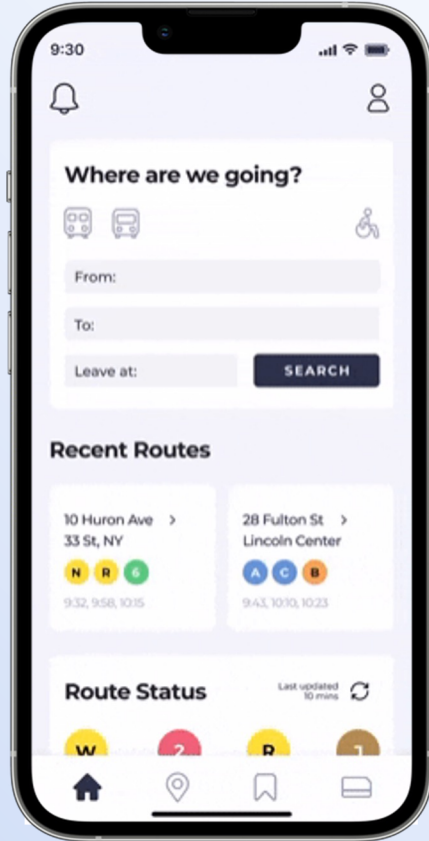 9:30
Where are we going?
From:
To:
Leave at:
SEARCH
Recent Routes
10 Huron Ave >
33 St, NY
N R 6
9:32, 9:58, 10:15
28 Fulton St >
Lincoln Center
A C B
9:43, 10:10, 10:23
Route Status
Last updated
10 mins
W 2 R J